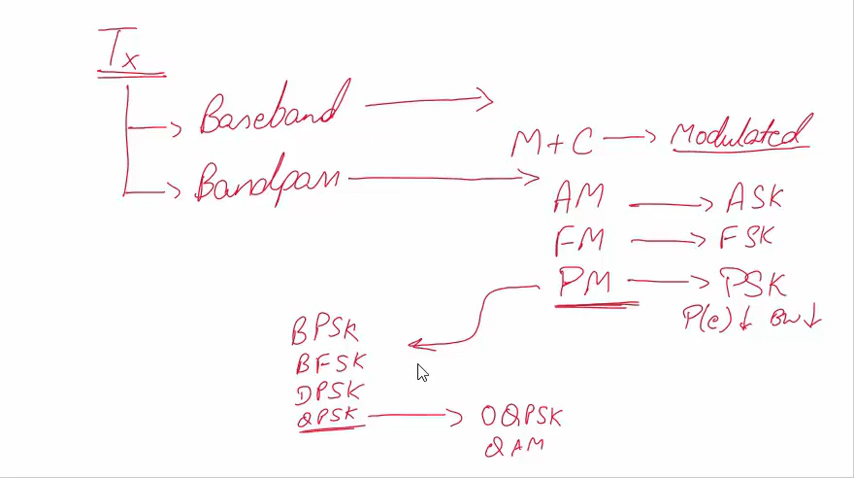 Tx
Baseband
M + C → Modulated
Bandpass
AM → ASK
FM → FSK
PM → PSK
P(e)↓ BW↓
BPSK
BFSK
DPSK
QPSK → OQPSK
QAM